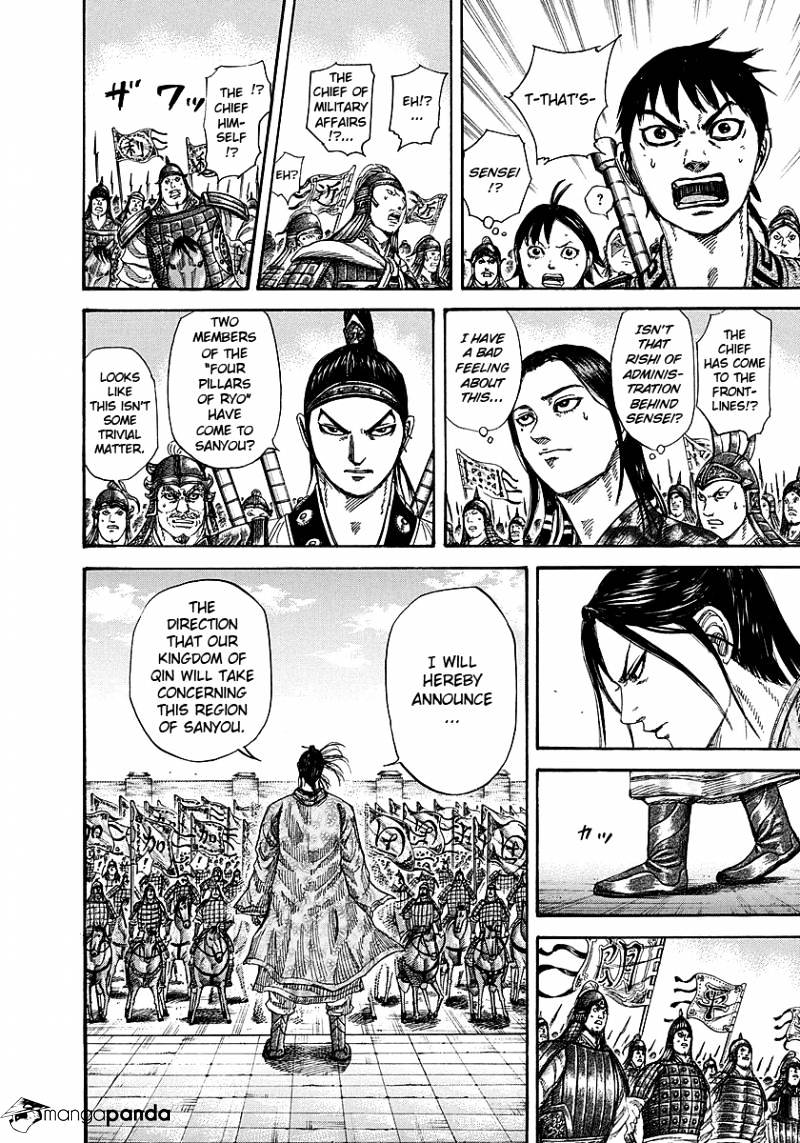 T-THAT'S-
?
SENSEI
!?
EH!?
...
THE
CHIEF OF
MILITARY
AFFAIRS
!?...
EH!?
!?
THE
CHIEF
HIM-
SELF
!?
ザワッ
THE
CHIEF
HAS COME
TO THE
FRONT-
LINES!?
ISN'T
THAT
RISHI OF
ADMINIS-
TRATION
BEHIND
SENSEI?
I HAVE
A BAD
FEELING
ABOUT
THIS...
TWO
MEMBERS
OF THE
"FOUR
PILLARS
OF RYO"
HAVE
COME TO
SANYOU?
LOOKS
LIKE
THIS ISN'T
SOME
TRIVIAL
MATTER.
カッ
I WILL
HEREBY
ANNOUNCE
...
THE
DIRECTION
THAT OUR
KINGDOM OF
QIN WILL TAKE
CONCERNING
THIS REGION
OF SANYOU.
mangapanda